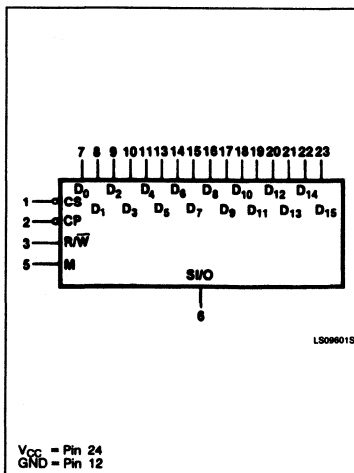 7 8 9 10 11 13 14 15 16 17 18 19 20 21 22 23
D0 D2 D4 D6 D8 D10 D12 D14
1 CS
D1 D3 D5 D7 D9 D11 D13 D15
2 CP
3 R/W̅
5 M
SI/O
6
LS09601S
VCC = Pin 24
GND = Pin 12